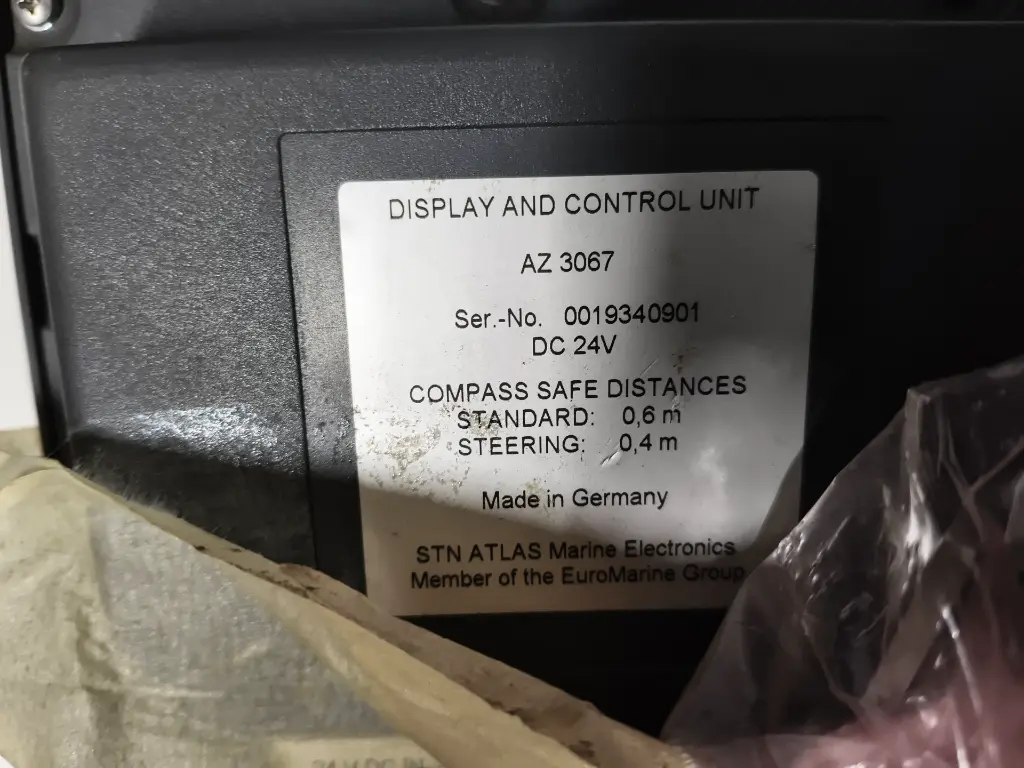 DISPLAY AND CONTROL UNIT
AZ 3067
Ser.-No. 0019340901
DC 24V
COMPASS SAFE DISTANCES
STANDARD: 0,6 m
STEERING: 0,4 m
Made in Germany
STN ATLAS Marine Electronics
Member of the EuroMarine Group